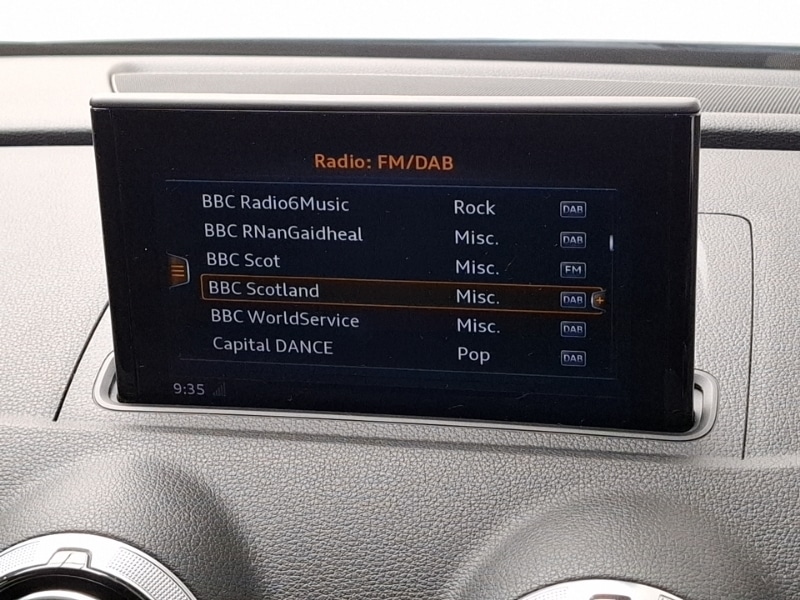 Radio: FM/DAB
BBC Radio6Music Rock DAB
BBC RNanGaidheal Misc. DAB
BBC Scot Misc. FM
BBC Scotland Misc. DAB
BBC WorldService Misc. DAB
Capital DANCE Pop DAB
9:35